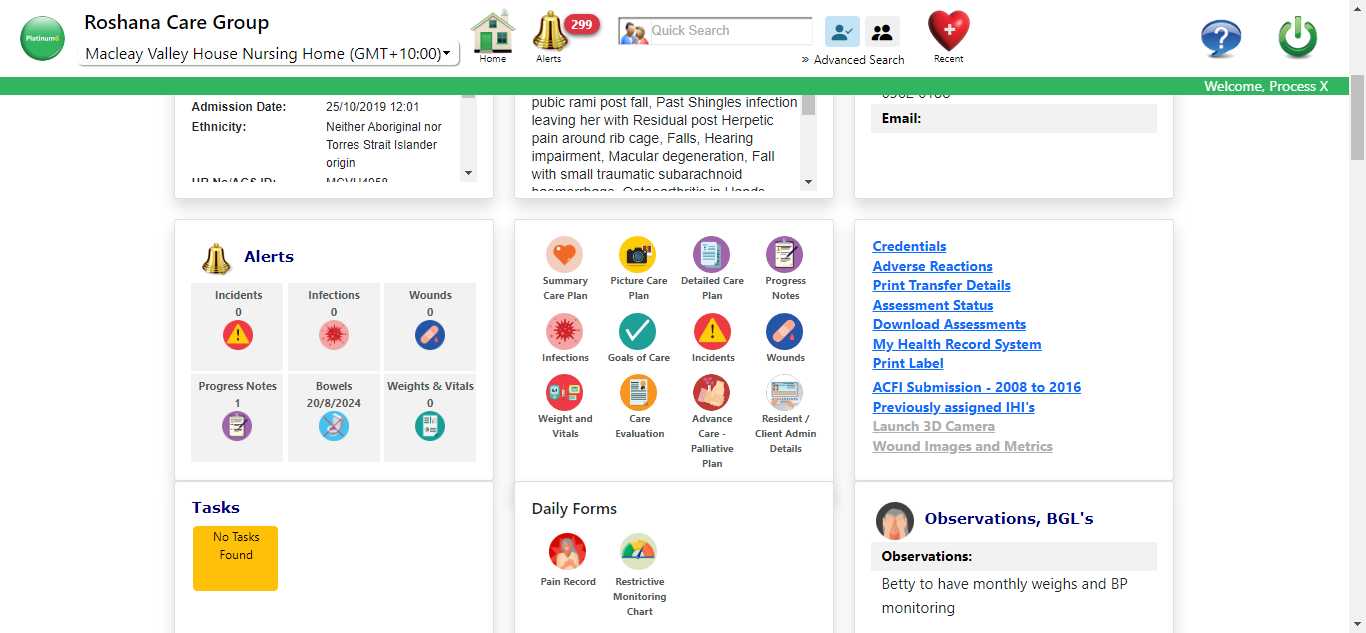 Platinum6
Roshana Care Group
Macleay Valley House Nursing Home (GMT+10:00)
Home
299
Alerts
Quick Search
» Advanced Search
Recent
Welcome, Process X
Admission Date: 25/10/2019 12:01
Ethnicity: Neither Aboriginal nor
Torres Strait Islander
origin
pubic rami post fall, Past Shingles infection
leaving her with Residual post Herpetic
pain around rib cage, Falls, Hearing
impairment, Macular degeneration, Fall
with small traumatic subarachnoid
haemorrhage, Osteoarthritis in Hands
Email:
Alerts
Incidents
0
Infections
0
Wounds
0
Progress Notes
1
Bowels
20/8/2024
Weights & Vitals
0
Summary
Care Plan
Picture Care
Plan
Detailed Care
Plan
Progress
Notes
Infections
Goals of Care
Incidents
Wounds
Weight and
Vitals
Care
Evaluation
Advance
Care -
Palliative
Plan
Resident /
Client Admin
Details
Credentials
Adverse Reactions
Print Transfer Details
Assessment Status
Download Assessments
My Health Record System
Print Label
ACFI Submission - 2008 to 2016
Previously assigned IHI's
Launch 3D Camera
Wound Images and Metrics
Tasks
No Tasks
Found
Daily Forms
Pain Record
Restrictive
Monitoring
Chart
Observations, BGL's
Observations:
Betty to have monthly weighs and BP
monitoring